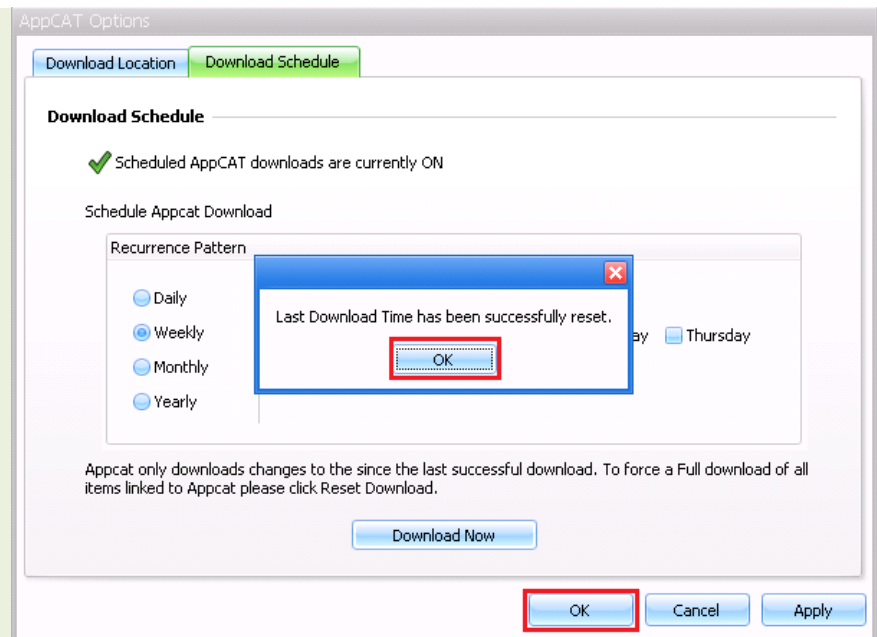 AppCAT Options
Download Location
Download Schedule
Download Schedule
Scheduled AppCAT downloads are currently ON
Schedule Appcat Download
Recurrence Pattern
Daily
Weekly
Monthly
Yearly
Last Download Time has been successfully reset.
OK
ay
Thursday
Appcat only downloads changes to the since the last successful download. To force a Full download of all
items linked to Appcat please click Reset Download.
Download Now
OK
Cancel
Apply